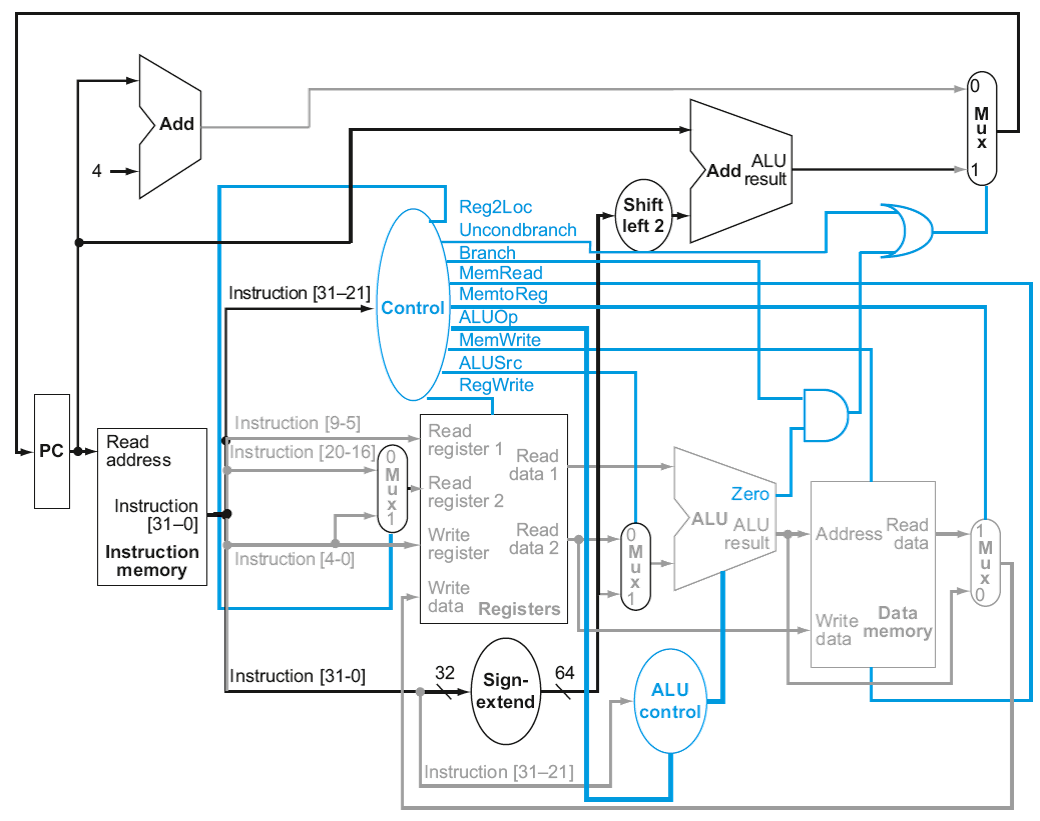 0
M
u
x
1
Add
4
Add
ALU
result
Shift
left 2
Reg2Loc
Uncondbranch
Branch
MemRead
MemtoReg
ALUOp
MemWrite
ALUSrc
RegWrite
Instruction [31–21]
Control
PC
Read
address
Instruction
[31–0]
Instruction
memory
Instruction [9-5]
Instruction [20-16]
Instruction [4-0]
0
M
u
x
1
Read
register 1
Read
register 2
Write
register
Write
data
Read
data 1
Read
data 2
Registers
0
M
u
x
1
Zero
ALU
ALU
result
Address
Read
data
Write
data
Data
memory
1
M
u
x
0
Instruction [31-0]
32
Sign-
extend
64
ALU
control
Instruction [31–21]